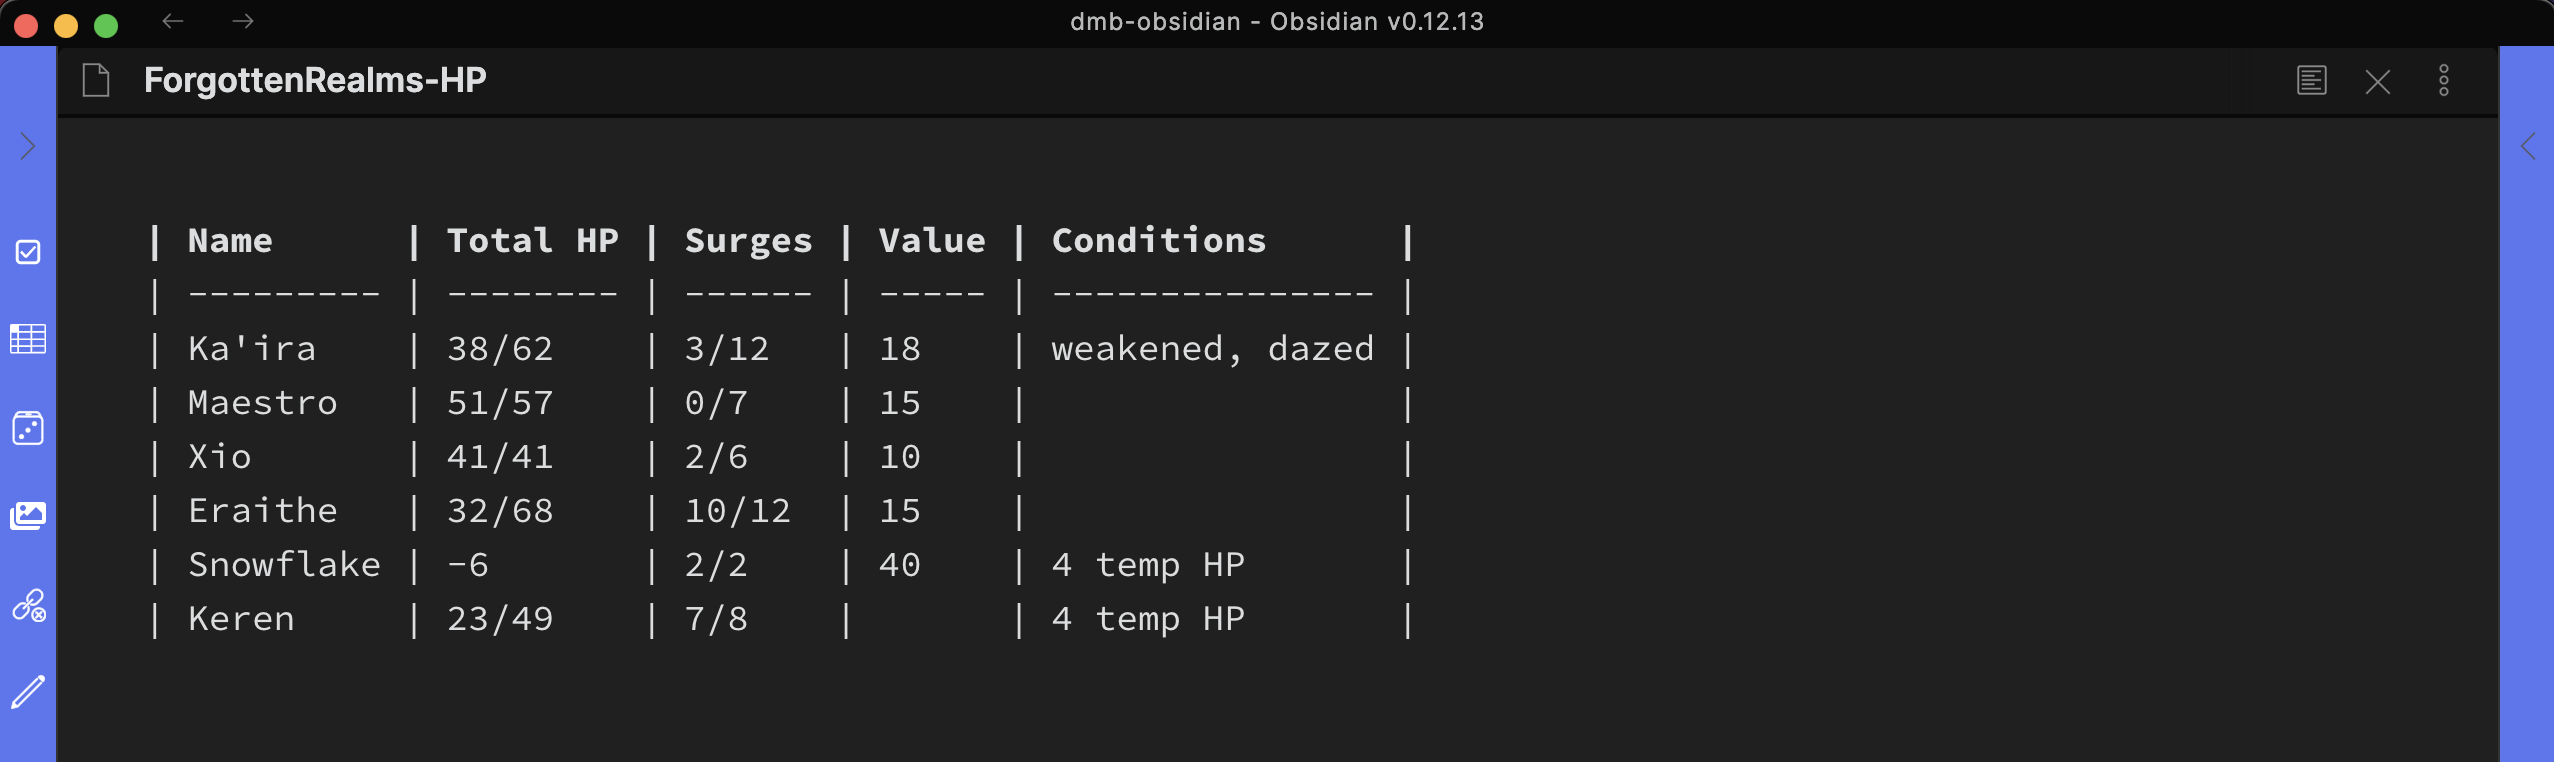 dmb-obsidian - Obsidian v0.12.13
ForgottenRealms-HP
| Name      | Total HP | Surges | Value | Conditions      |
| --------- | -------- | ------ | ----- | --------------- |
| Ka'ira    | 38/62    | 3/12   | 18    | weakened, dazed |
| Maestro   | 51/57    | 0/7    | 15    |                 |
| Xio       | 41/41    | 2/6    | 10    |                 |
| Eraithe   | 32/68    | 10/12  | 15    |                 |
| Snowflake | -6       | 2/2    | 40    | 4 temp HP       |
| Keren     | 23/49    | 7/8    |       | 4 temp HP       |